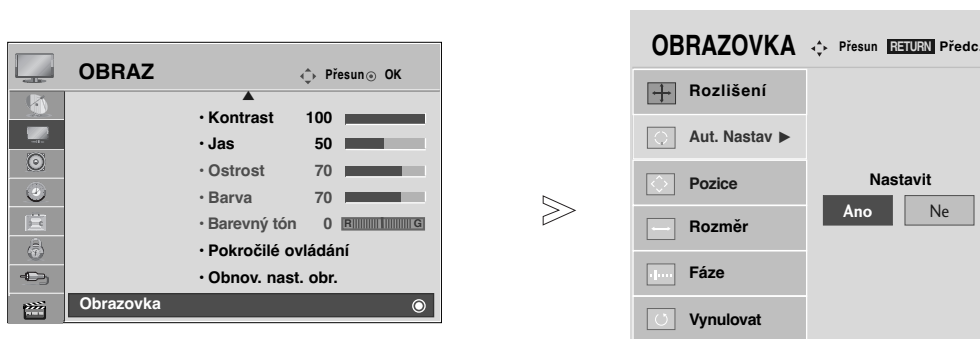 OBRAZ Přesun OK
• Kontrast 100
• Jas 50
• Ostrost 70
• Barva 70
• Barevný tón 0 R G
• Pokročilé ovládání
• Obnov. nast. obr.
Obrazovka
OBRAZOVKA Přesun RETURN Předc.
Rozlišení
Aut. Nastav ►
Pozice
Rozměr
Fáze
Vynulovat
Nastavit
Ano Ne